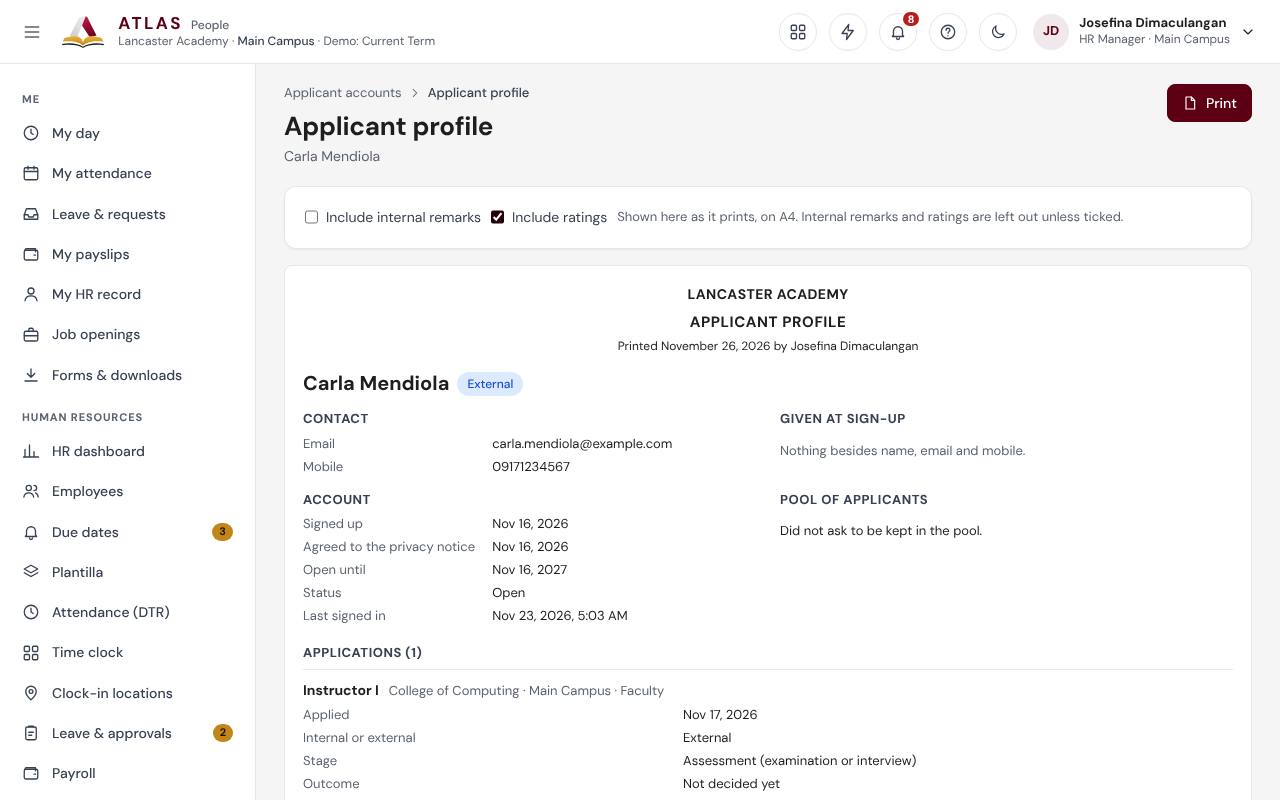 ATLAS People
Lancaster Academy · Main Campus · Demo: Current Term
8
JD
Josefina Dimaculangan
HR Manager · Main Campus
ME
My day
My attendance
Leave & requests
My payslips
My HR record
Job openings
Forms & downloads
HUMAN RESOURCES
HR dashboard
Employees
Due dates 3
Plantilla
Attendance (DTR)
Time clock
Clock-in locations
Leave & approvals 2
Payroll
Applicant accounts > Applicant profile
Applicant profile
Carla Mendiola
Print
Include internal remarks Include ratings Shown here as it prints, on A4. Internal remarks and ratings are left out unless ticked.
LANCASTER ACADEMY
APPLICANT PROFILE
Printed November 26, 2026 by Josefina Dimaculangan
Carla Mendiola External
CONTACT
Email carla.mendiola@example.com
Mobile 09171234567
GIVEN AT SIGN-UP
Nothing besides name, email and mobile.
ACCOUNT
Signed up Nov 16, 2026
Agreed to the privacy notice Nov 16, 2026
Open until Nov 16, 2027
Status Open
Last signed in Nov 23, 2026, 5:03 AM
POOL OF APPLICANTS
Did not ask to be kept in the pool.
APPLICATIONS (1)
Instructor I College of Computing · Main Campus · Faculty
Applied Nov 17, 2026
Internal or external External
Stage Assessment (examination or interview)
Outcome Not decided yet